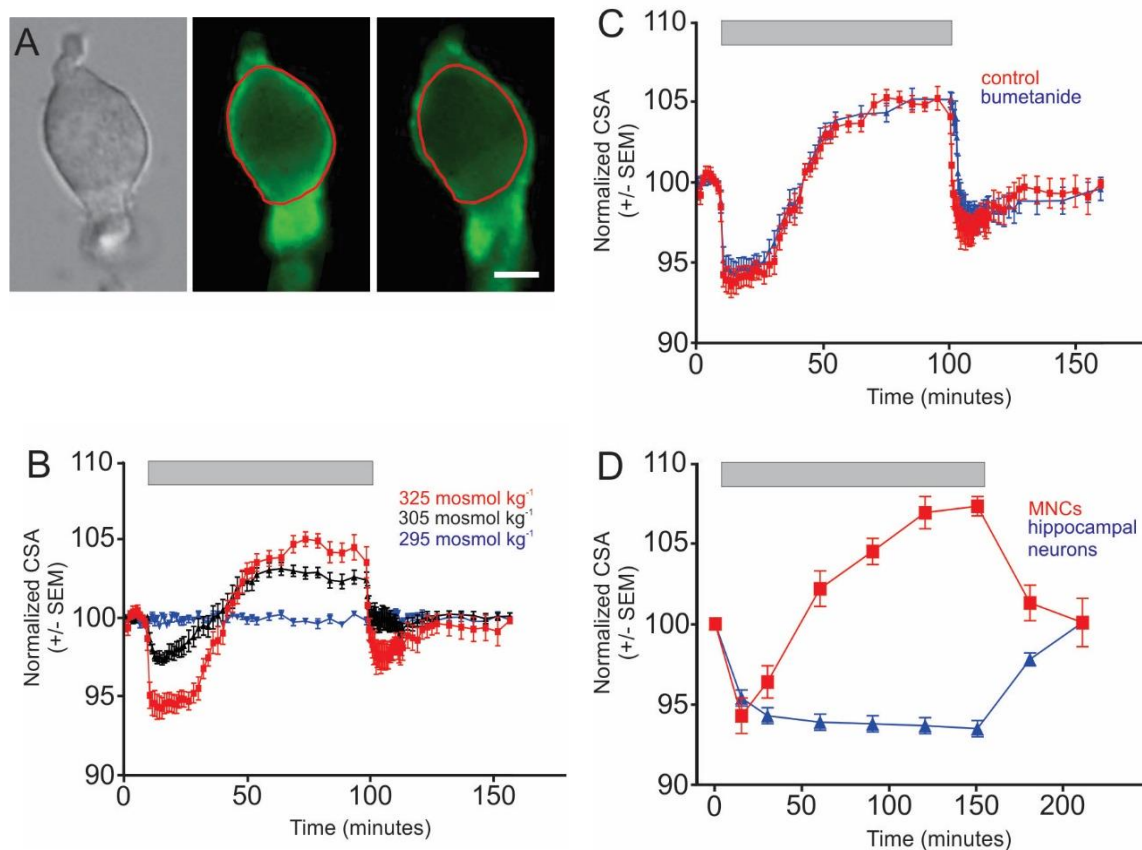 A
B
110
105
100
95
90
Normalized CSA
(+/- SEM)
325 mosmol kg⁻¹
305 mosmol kg⁻¹
295 mosmol kg⁻¹
0
50
100
150
Time (minutes)
C
110
105
100
95
90
Normalized CSA
(+/- SEM)
control
bumetanide
0
50
100
150
Time (minutes)
D
110
105
100
95
90
Normalized CSA
(+/- SEM)
MNCs
hippocampal
neurons
0
50
100
150
200
Time (minutes)